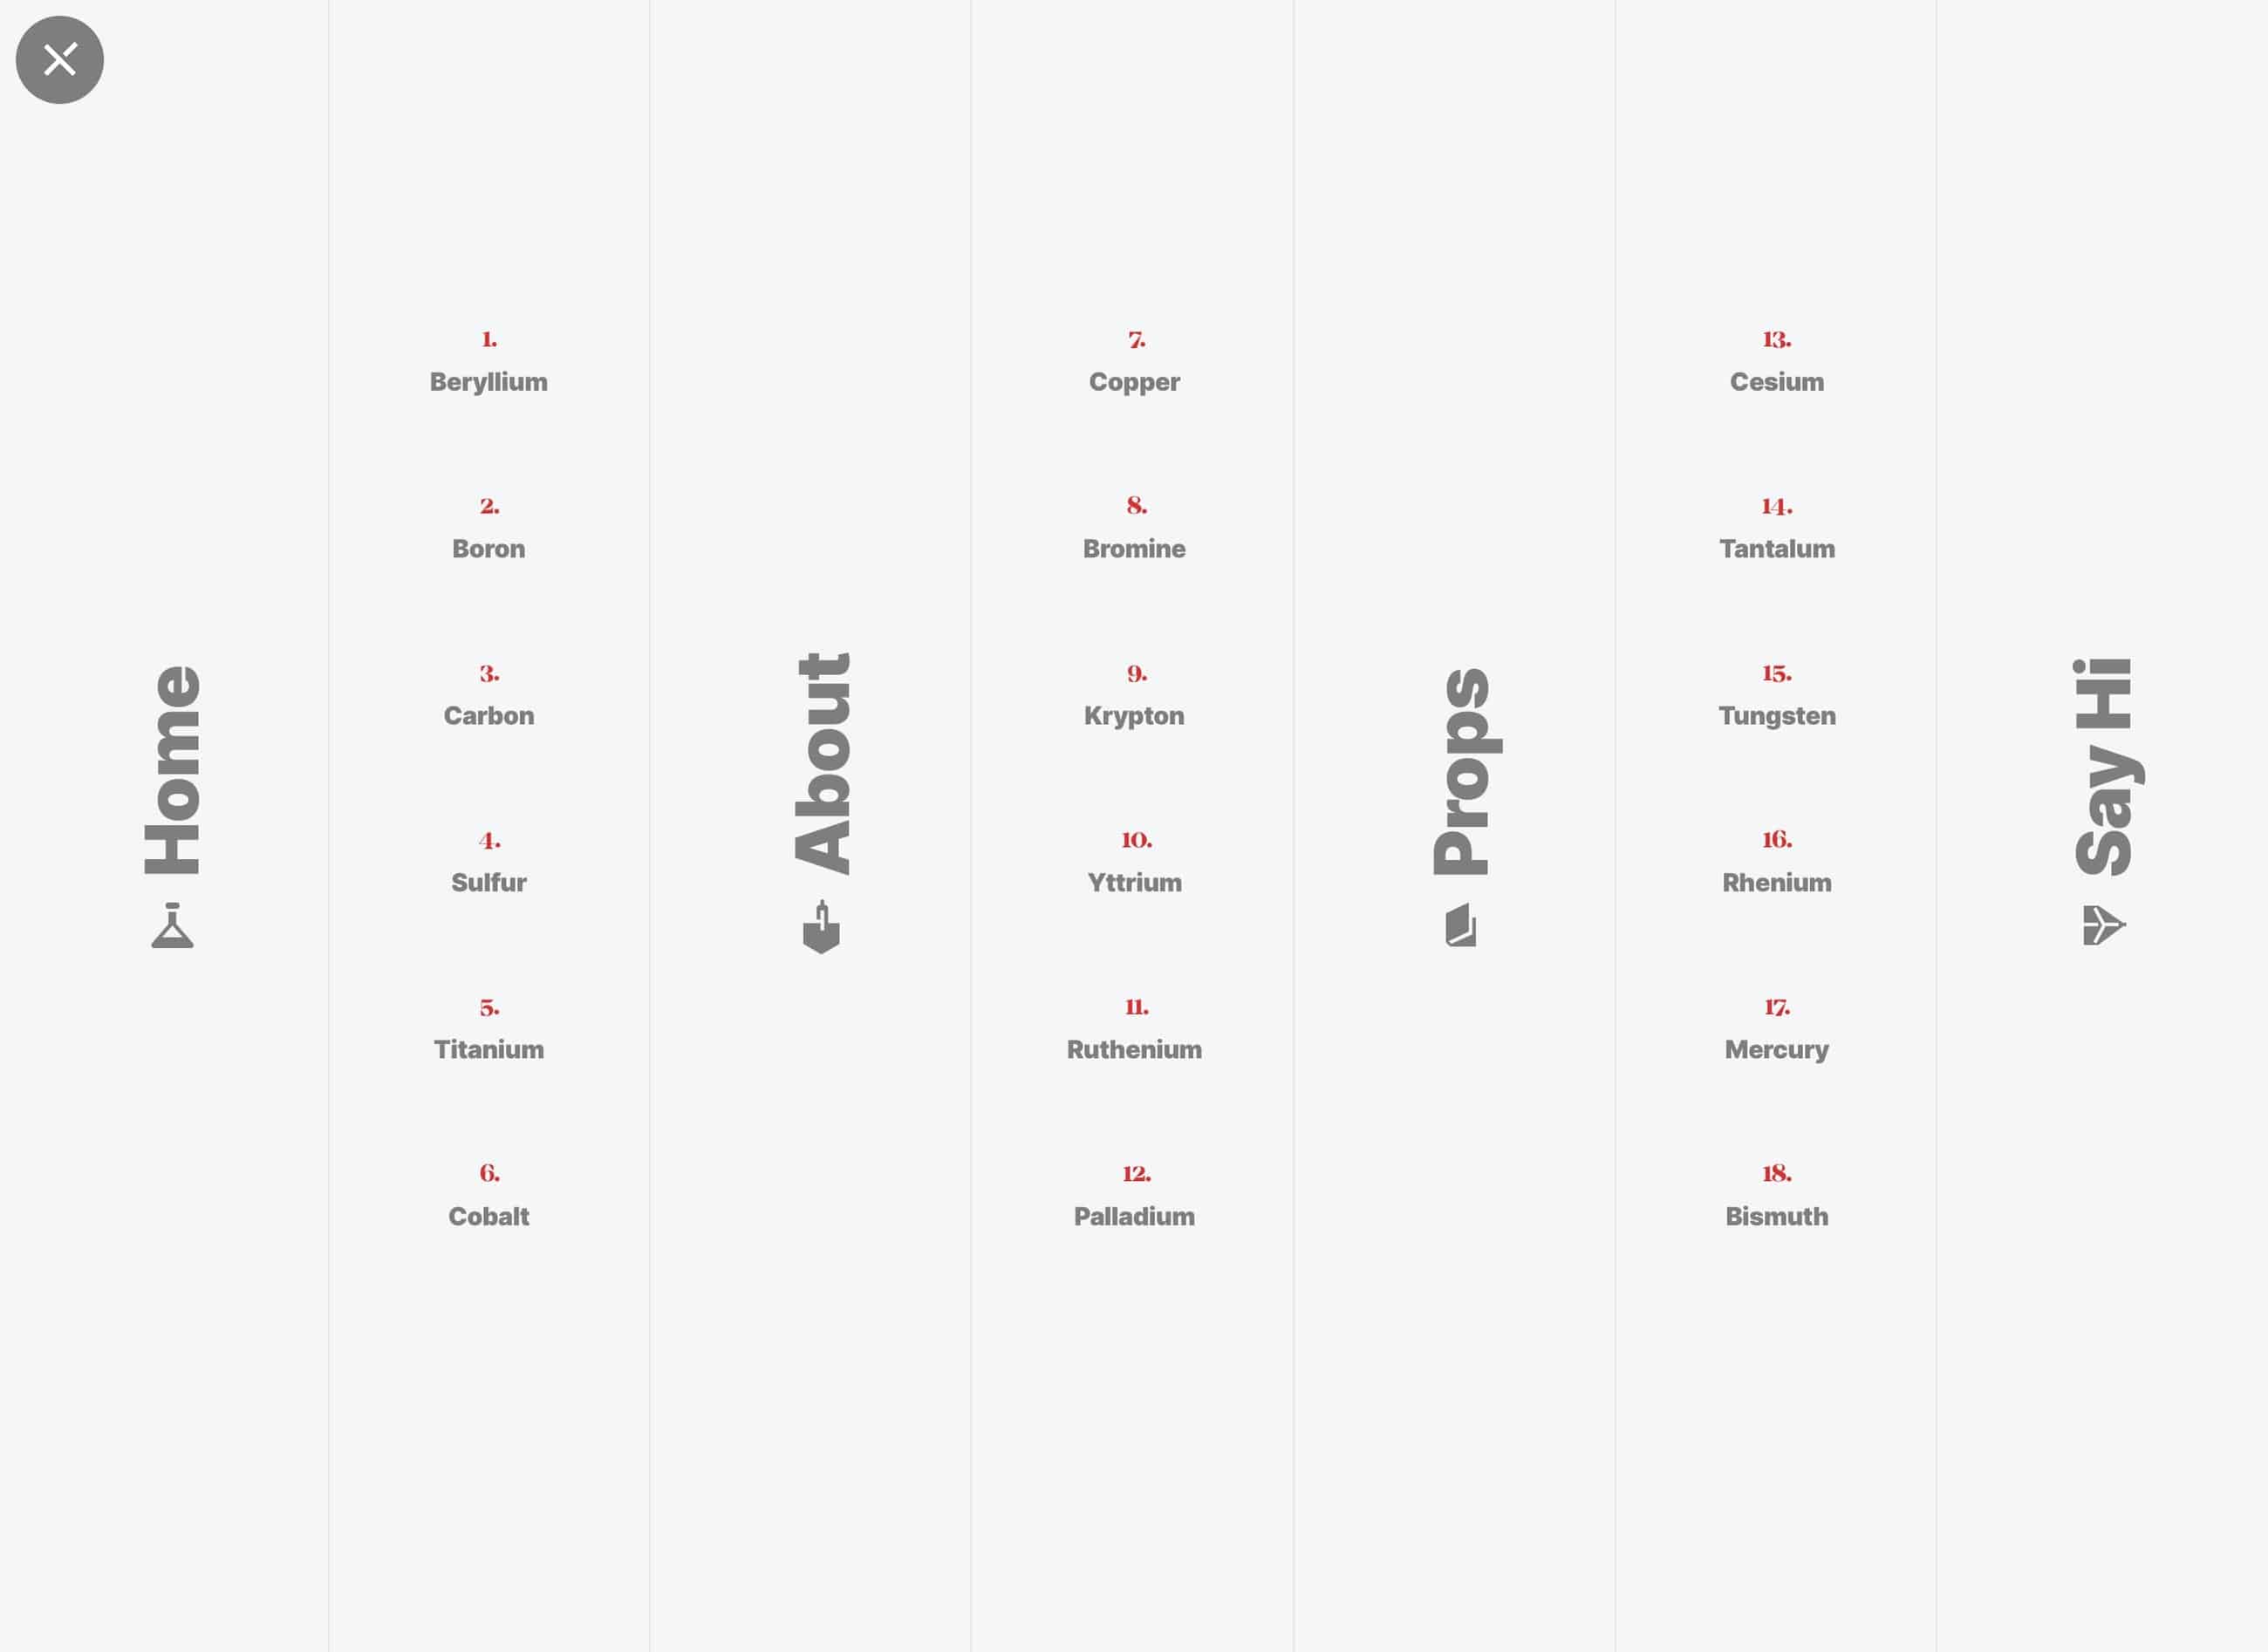 Home
1.
Beryllium
2.
Boron
3.
Carbon
4.
Sulfur
5.
Titanium
6.
Cobalt
About
7.
Copper
8.
Bromine
9.
Krypton
10.
Yttrium
11.
Ruthenium
12.
Palladium
Props
13.
Cesium
14.
Tantalum
15.
Tungsten
16.
Rhenium
17.
Mercury
18.
Bismuth
Say Hi